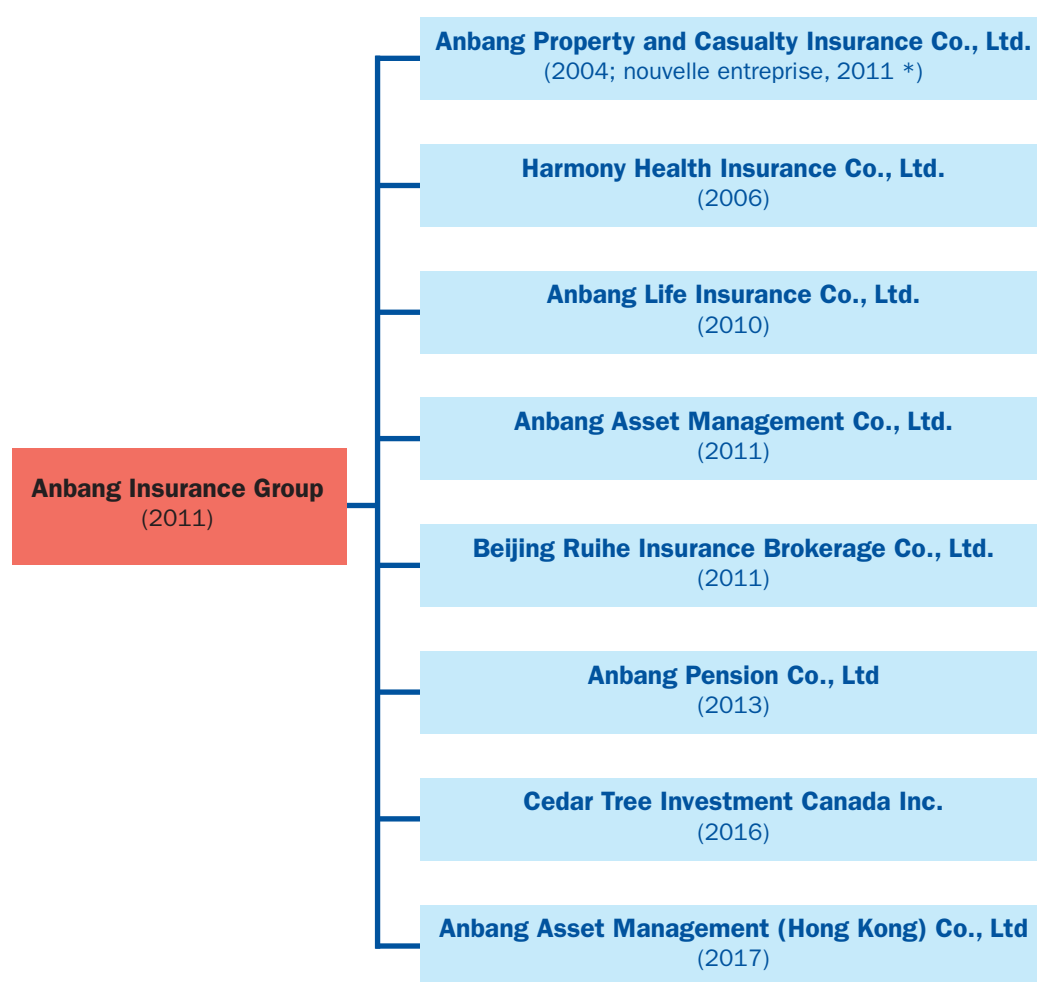 Anbang Property and Casualty Insurance Co., Ltd.
(2004; nouvelle entreprise, 2011 *)
Harmony Health Insurance Co., Ltd.
(2006)
Anbang Life Insurance Co., Ltd.
(2010)
Anbang Asset Management Co., Ltd.
(2011)
Anbang Insurance Group
(2011)
Beijing Ruihe Insurance Brokerage Co., Ltd.
(2011)
Anbang Pension Co., Ltd
(2013)
Cedar Tree Investment Canada Inc.
(2016)
Anbang Asset Management (Hong Kong) Co., Ltd
(2017)